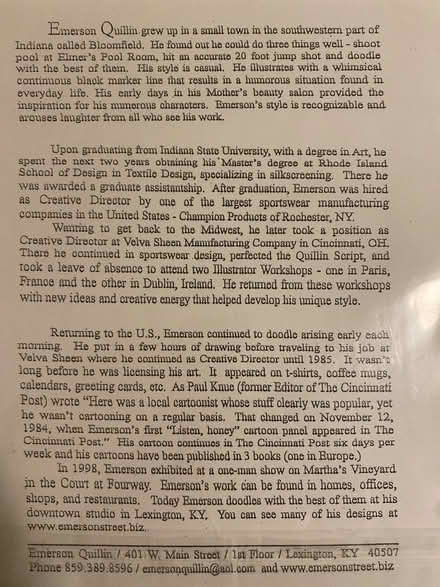 Emerson Quillin grew up in a small town in the southwestern part of
Indiana called Bloomfield. He found out he could do three things well - shoot
pool at Elmer's Pool Room, hit an accurate 20 foot jump shot and doodle
with the best of them. His style is casual. He illustrates with a whimsical
continuous black marker line that results in a humorous situation found in
everyday life. His early days in his Mother's beauty salon provided the
inspiration for his numerous characters. Emerson's style is recognizable and
arouses laughter from all who see his work.
Upon graduating from Indiana State University, with a degree in Art, he
spent the next two years obtaining his Master's degree at Rhode Island
School of Design in Textile Design, specializing in silkscreening. There he
was awarded a graduate assistantship. After graduation, Emerson was hired
as Creative Director by one of the largest sportswear manufacturing
companies in the United States - Champion Products of Rochester, NY.
Wanting to get back to the Midwest, he later took a position as
Creative Director at Velva Sheen Manufacturing Company in Cincinnati, OH.
There he continued in sportswear design, perfected the Quillin Script, and
took a leave of absence to attend two Illustrator Workshops - one in Paris,
France and the other in Dublin, Ireland. He returned from these workshops
with new ideas and creative energy that helped develop his unique style.
Returning to the U.S., Emerson continued to doodle arising early each
morning. He put in a few hours of drawing before traveling to his job at
Velva Sheen where he continued as Creative Director until 1985. It wasn't
long before he was licensing his art. It appeared on t-shirts, coffee mugs,
calendars, greeting cards, etc. As Paul Knue (former Editor of The Cincinnati
Post) wrote "Here was a local cartoonist whose stuff clearly was popular, yet
he wasn't cartooning on a regular basis. That changed on November 12,
1984, when Emerson's first "Listen, honey" cartoon panel appeared in The
Cincinnati Post." His cartoon continues in The Cincinnati Post six days per
week and his cartoons have been published in 3 books (one in Europe.)
In 1998, Emerson exhibited at a one-man show on Martha's Vineyard
in the Court at Fourway. Emerson's work can be found in homes, offices,
shops, and restaurants. Today Emerson doodles with the best of them at his
downtown studio in Lexington, KY. You can see many of his designs at
www.emersonstreet.biz.
Emerson Quillin / 401 W. Main Street / 1st Floor / Lexington, KY 40507
Phone 859.389.8596 / emersonquillin@aol.com and www.emersonstreet.biz